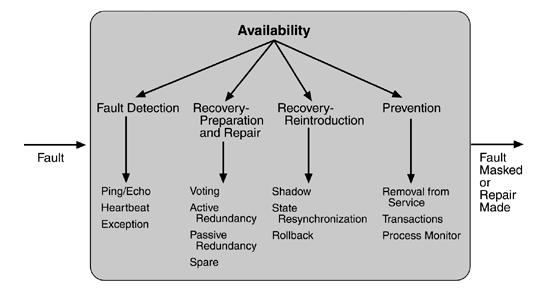 Availability
Fault Detection
Recovery-
Preparation
and Repair
Recovery-
Reintroduction
Prevention
Fault
Fault
Masked
or
Repair
Made
Ping/Echo
Heartbeat
Exception
Voting
Active
Redundancy
Passive
Redundancy
Spare
Shadow
State
Resynchronization
Rollback
Removal from
Service
Transactions
Process Monitor